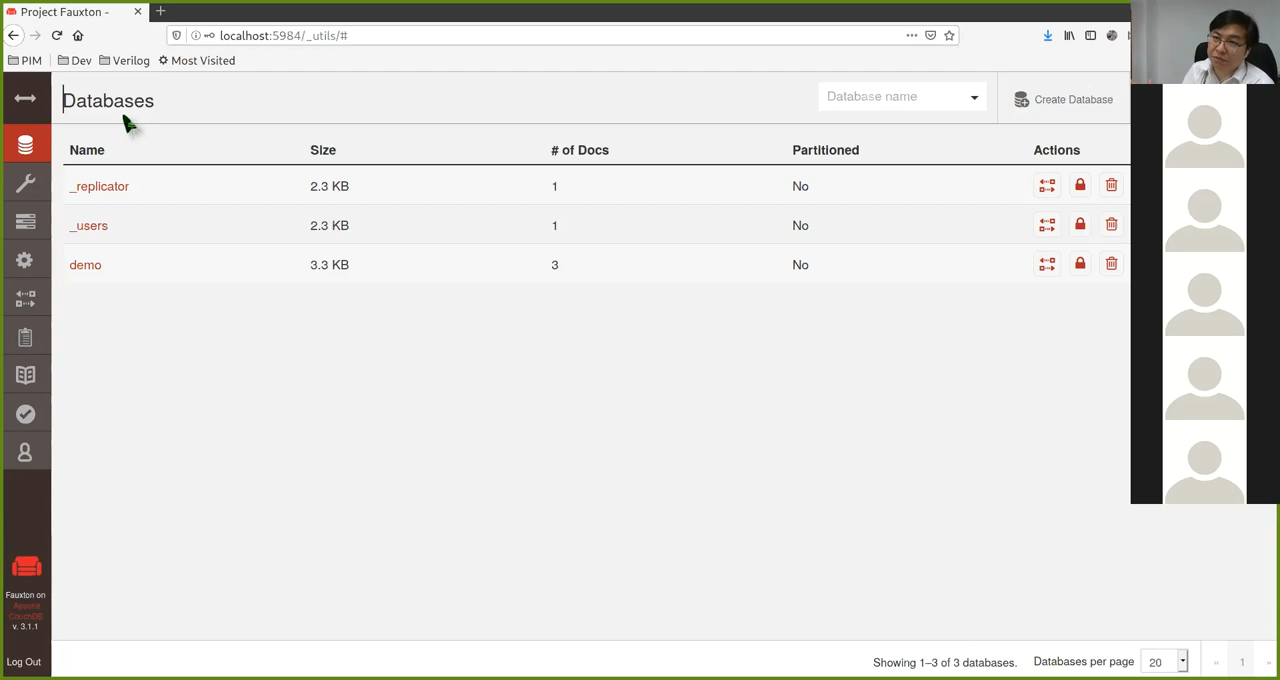 Project Fauxton -
localhost:5984/_utils/#
PIM Dev Verilog Most Visited
Databases
Database name
Create Database
Name Size # of Docs Partitioned Actions
_replicator 2.3 KB 1 No
_users 2.3 KB 1 No
demo 3.3 KB 3 No
Fauxton on
Apache
CouchDB
v. 3.1.1
Log Out
Showing 1–3 of 3 databases. Databases per page 20 « 1 »